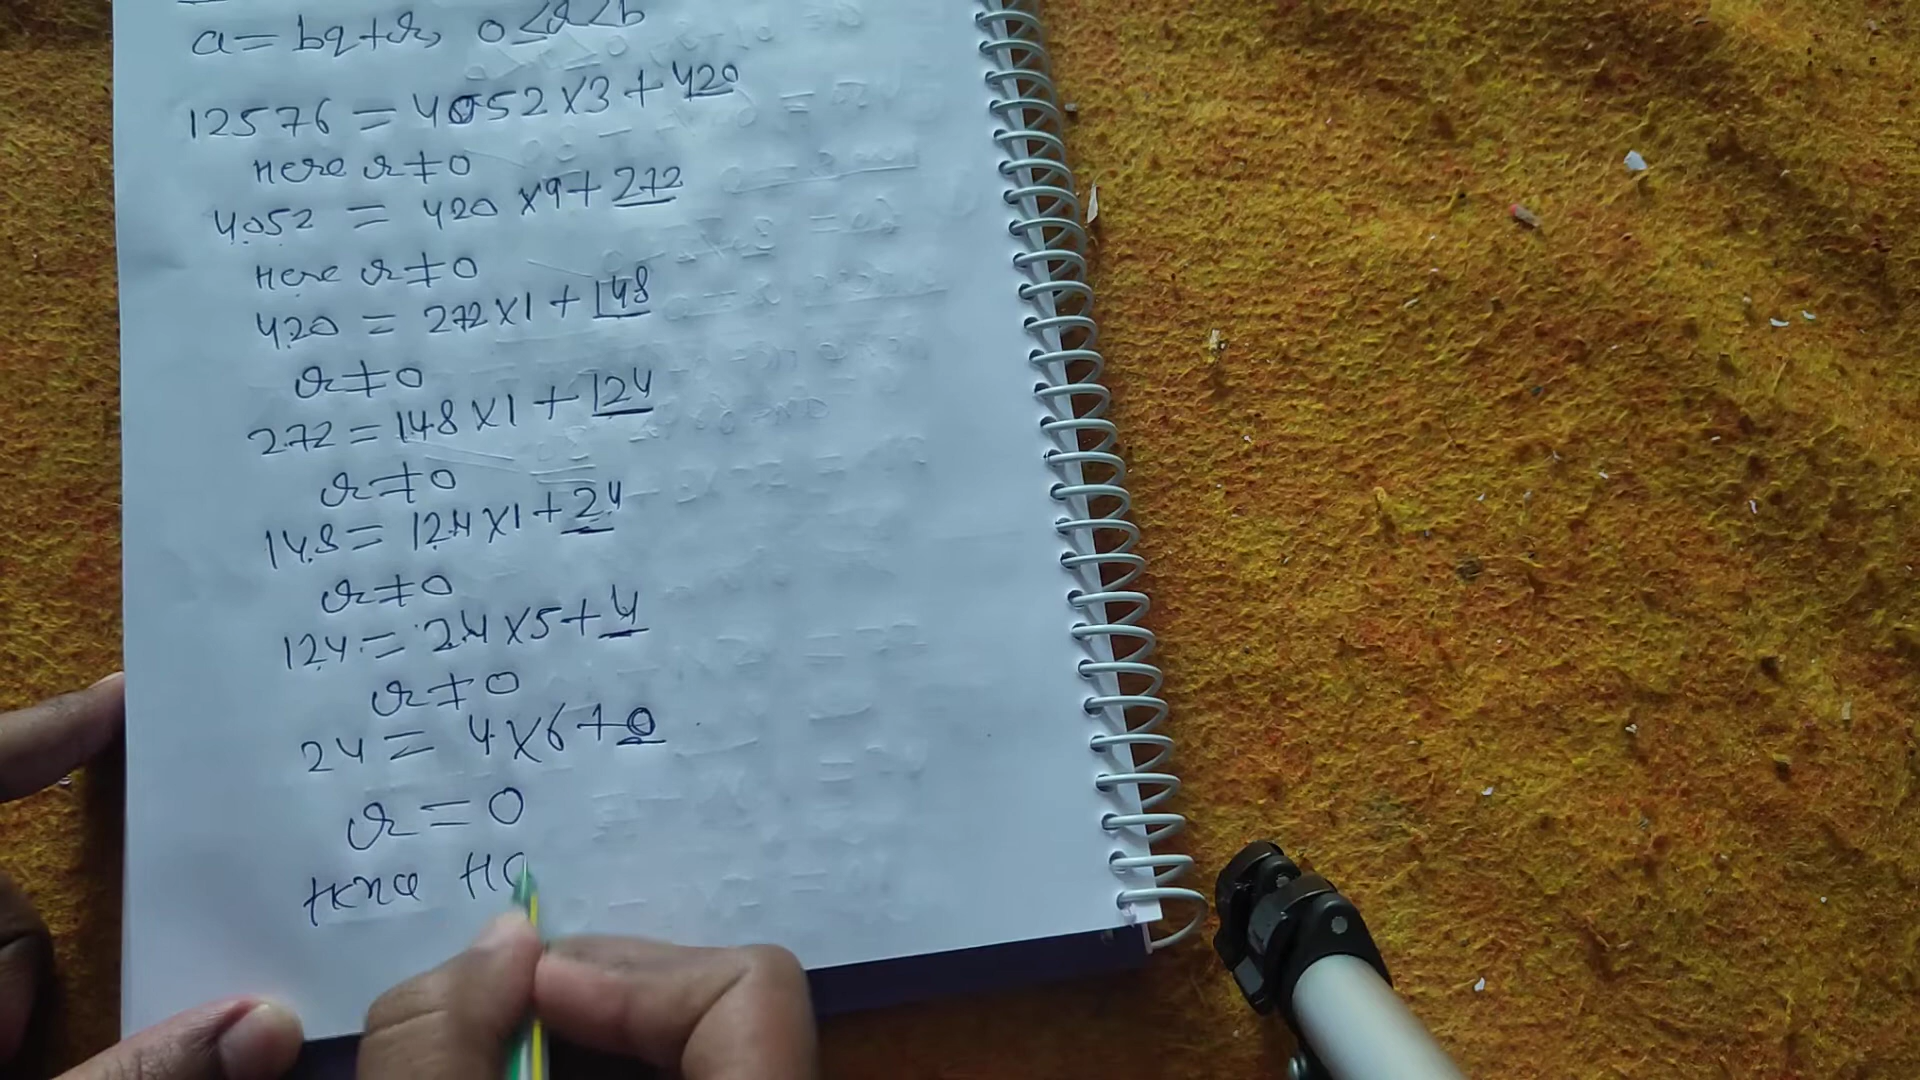 a = bq + r, 0 ≤ r < b
12576 = 4052 × 3 + 420
Here r ≠ 0
4052 = 420 × 9 + 272
Here r ≠ 0
420 = 272 × 1 + 148
r ≠ 0
272 = 148 × 1 + 124
r ≠ 0
148 = 124 × 1 + 24
r ≠ 0
124 = 24 × 5 + 4
r ≠ 0
24 = 4 × 6 + 0
r = 0
Hence HC